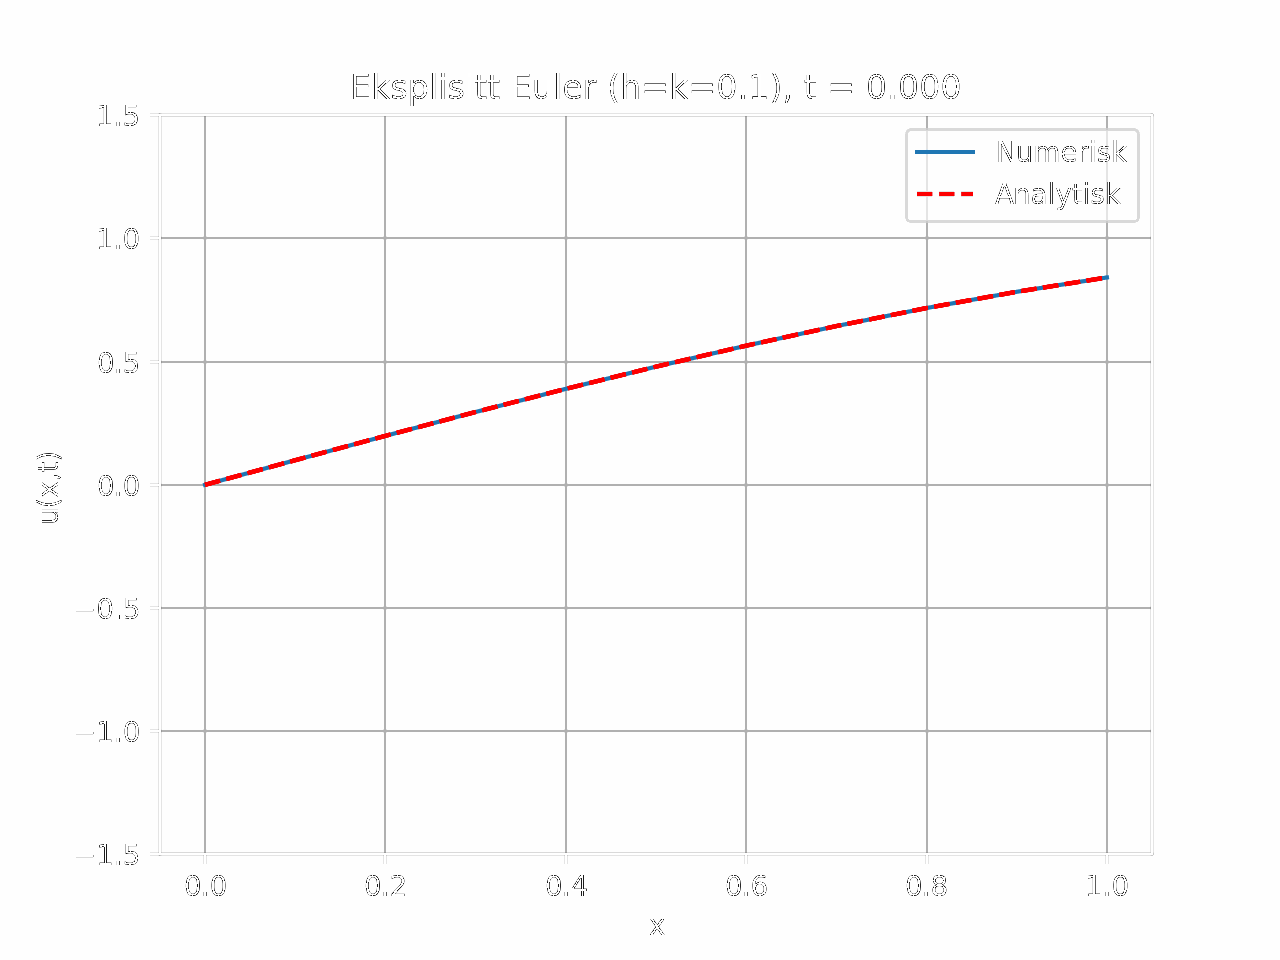 Eksplis tt Euler (h=k=0.1), t = 0.000
1.5
1.0
0.5
0.0
−0.5
−1.0
−1.5
u(x,t)
Numerisk
Analytisk
0.0 0.2 0.4 0.6 0.8 1.0
x